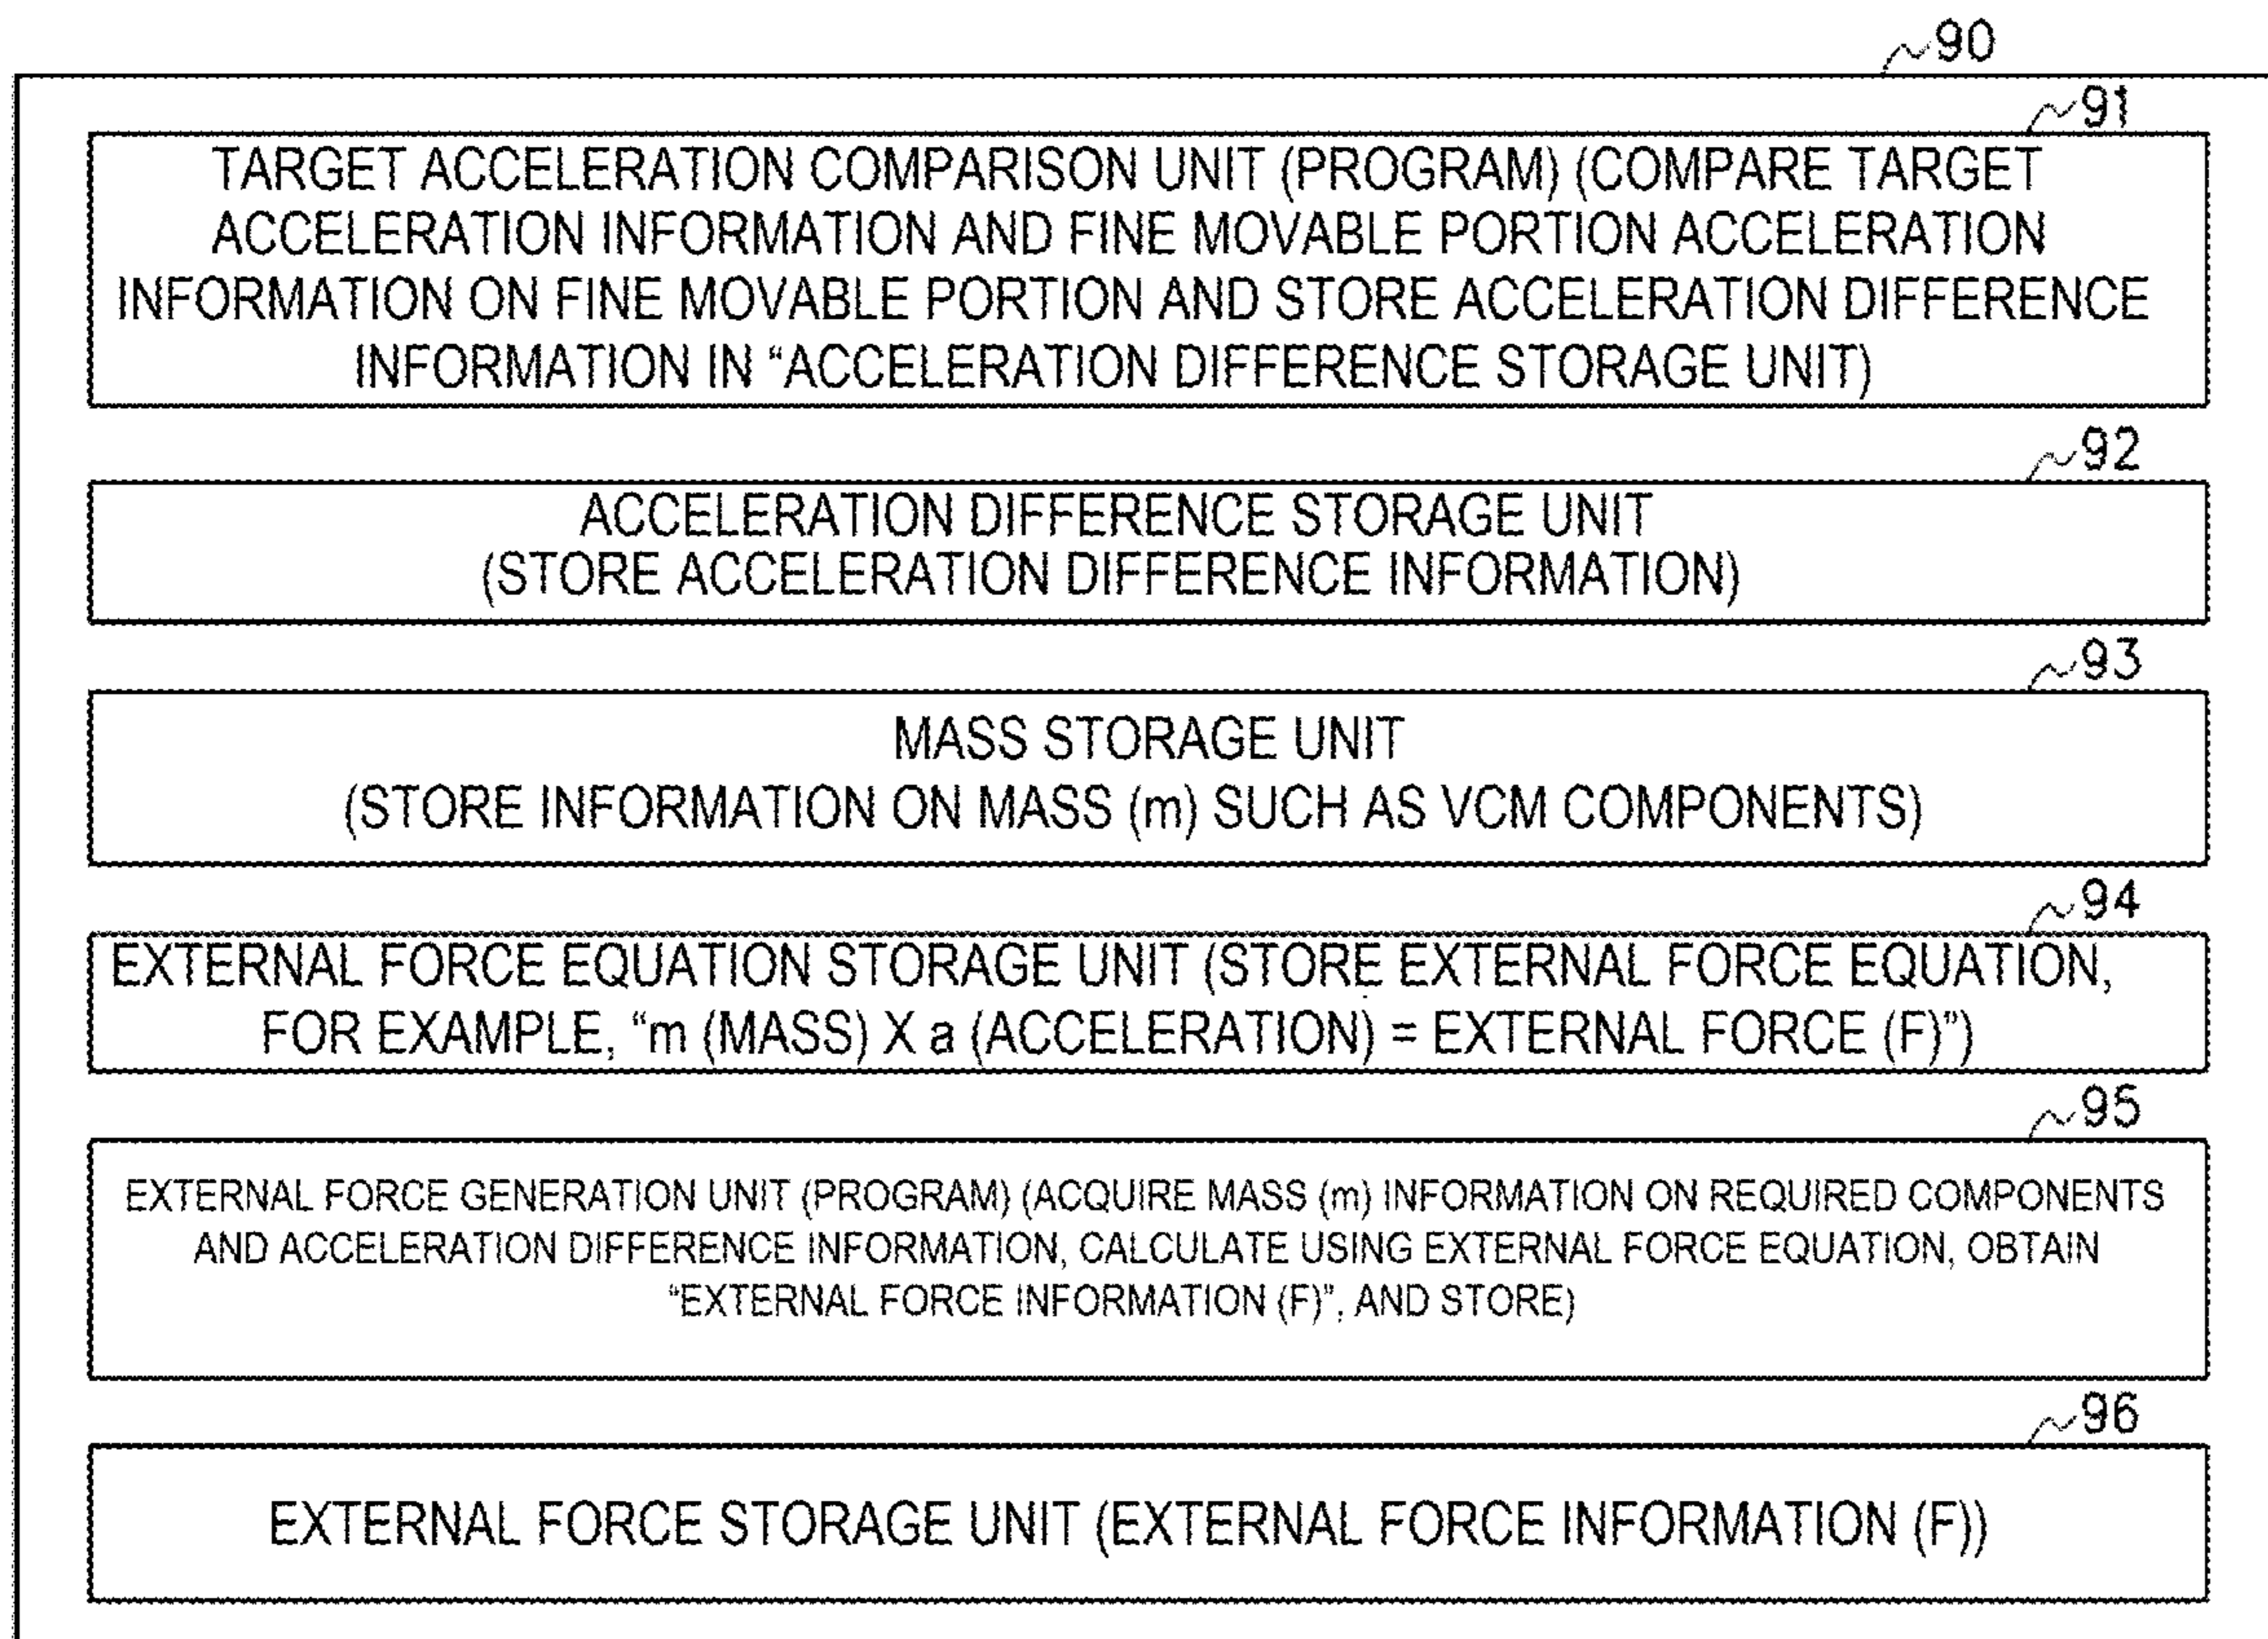 90
91
TARGET ACCELERATION COMPARISON UNIT (PROGRAM) (COMPARE TARGET
ACCELERATION INFORMATION AND FINE MOVABLE PORTION ACCELERATION
INFORMATION ON FINE MOVABLE PORTION AND STORE ACCELERATION DIFFERENCE
INFORMATION IN “ACCELERATION DIFFERENCE STORAGE UNIT)
92
ACCELERATION DIFFERENCE STORAGE UNIT
(STORE ACCELERATION DIFFERENCE INFORMATION)
93
MASS STORAGE UNIT
(STORE INFORMATION ON MASS (m) SUCH AS VCM COMPONENTS)
94
EXTERNAL FORCE EQUATION STORAGE UNIT (STORE EXTERNAL FORCE EQUATION,
FOR EXAMPLE, “m (MASS) X a (ACCELERATION) = EXTERNAL FORCE (F)”)
95
EXTERNAL FORCE GENERATION UNIT (PROGRAM) (ACQUIRE MASS (m) INFORMATION ON REQUIRED COMPONENTS
AND ACCELERATION DIFFERENCE INFORMATION, CALCULATE USING EXTERNAL FORCE EQUATION, OBTAIN
“EXTERNAL FORCE INFORMATION (F)”, AND STORE)
96
EXTERNAL FORCE STORAGE UNIT (EXTERNAL FORCE INFORMATION (F))